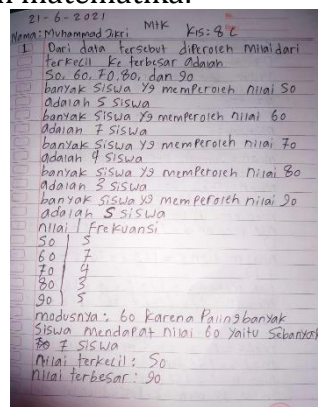 n matematika.
21-6-2021
MTK
Nama: Muhammad Zikri Kls: 8 C
1 Dari data tersebut diperoleh nilai dari
terkecil ke terbesar adalah
50, 60, 70, 80, dan 90
banyak siswa yg memperoleh nilai 50
adalah 5 siswa
banyak siswa yg memperoleh nilai 60
adalah 7 siswa
banyak siswa yg memperoleh nilai 70
adalah 4 siswa
banyak siswa yg memperoleh nilai 80
adalah 3 siswa
banyak siswa yg memperoleh nilai 90
adalah 5 siswa
nilai | Frekuansi
50 | 5
60 | 7
70 | 4
80 | 3
90 | 5
modusnya: 60 karena Paling banyak
siswa mendapat nilai 60 yaitu sebanyak
7 siswa
nilai terkecil: 50
nilai terbesar: 90